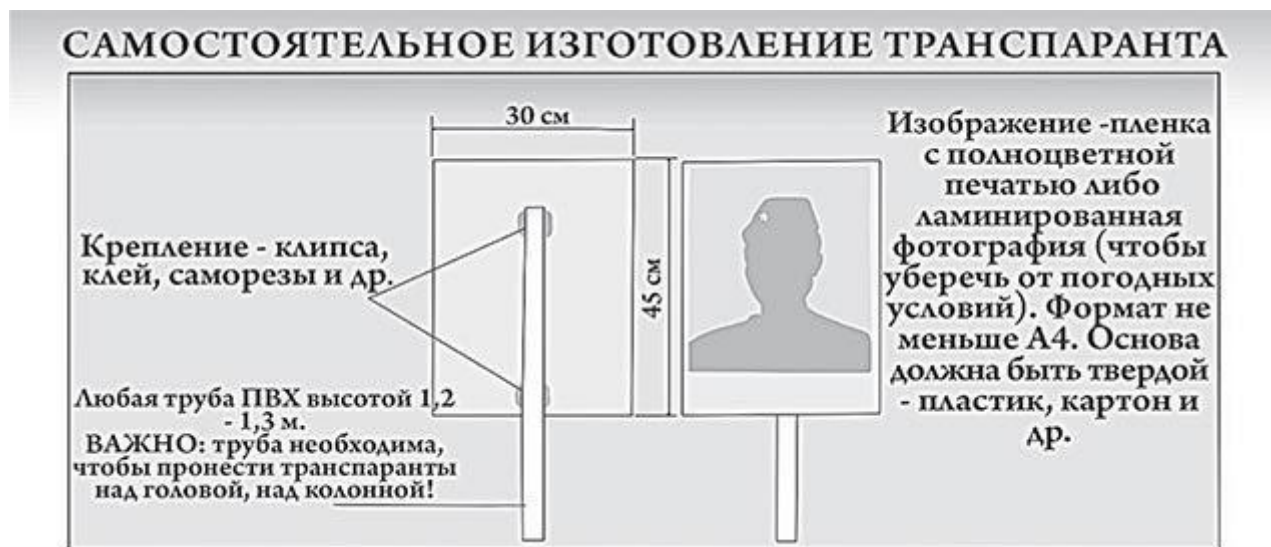 САМОСТОЯТЕЛЬНОЕ ИЗГОТОВЛЕНИЕ ТРАНСПАРАНТА
30 см
45 см
Крепление - клипса,
клей, саморезы и др.
Любая труба ПВХ высотой 1,2
- 1,3 м.
ВАЖНО: труба необходима,
чтобы пронести транспаранты
над головой, над колонной!
Изображение -пленка
с полноцветной
печатью либо
ламинированная
фотография (чтобы
уберечь от погодных
условий). Формат не
меньше А4. Основа
должна быть твердой
- пластик, картон и
др.